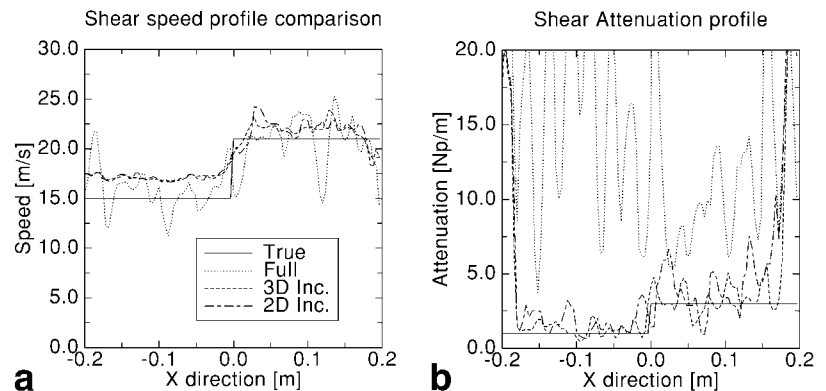 Shear speed profile comparison
30.0
25.0
20.0
15.0
10.0
5.0
0.0
Speed [m/s]
True
Full
3D Inc.
2D Inc.
-0.2 -0.1 0.0 0.1 0.2
X direction [m]
a
Shear Attenuation profile
20.0
15.0
10.0
5.0
0.0
Attenuation [Np/m]
-0.2 -0.1 0.0 0.1 0.2
X direction [m]
b